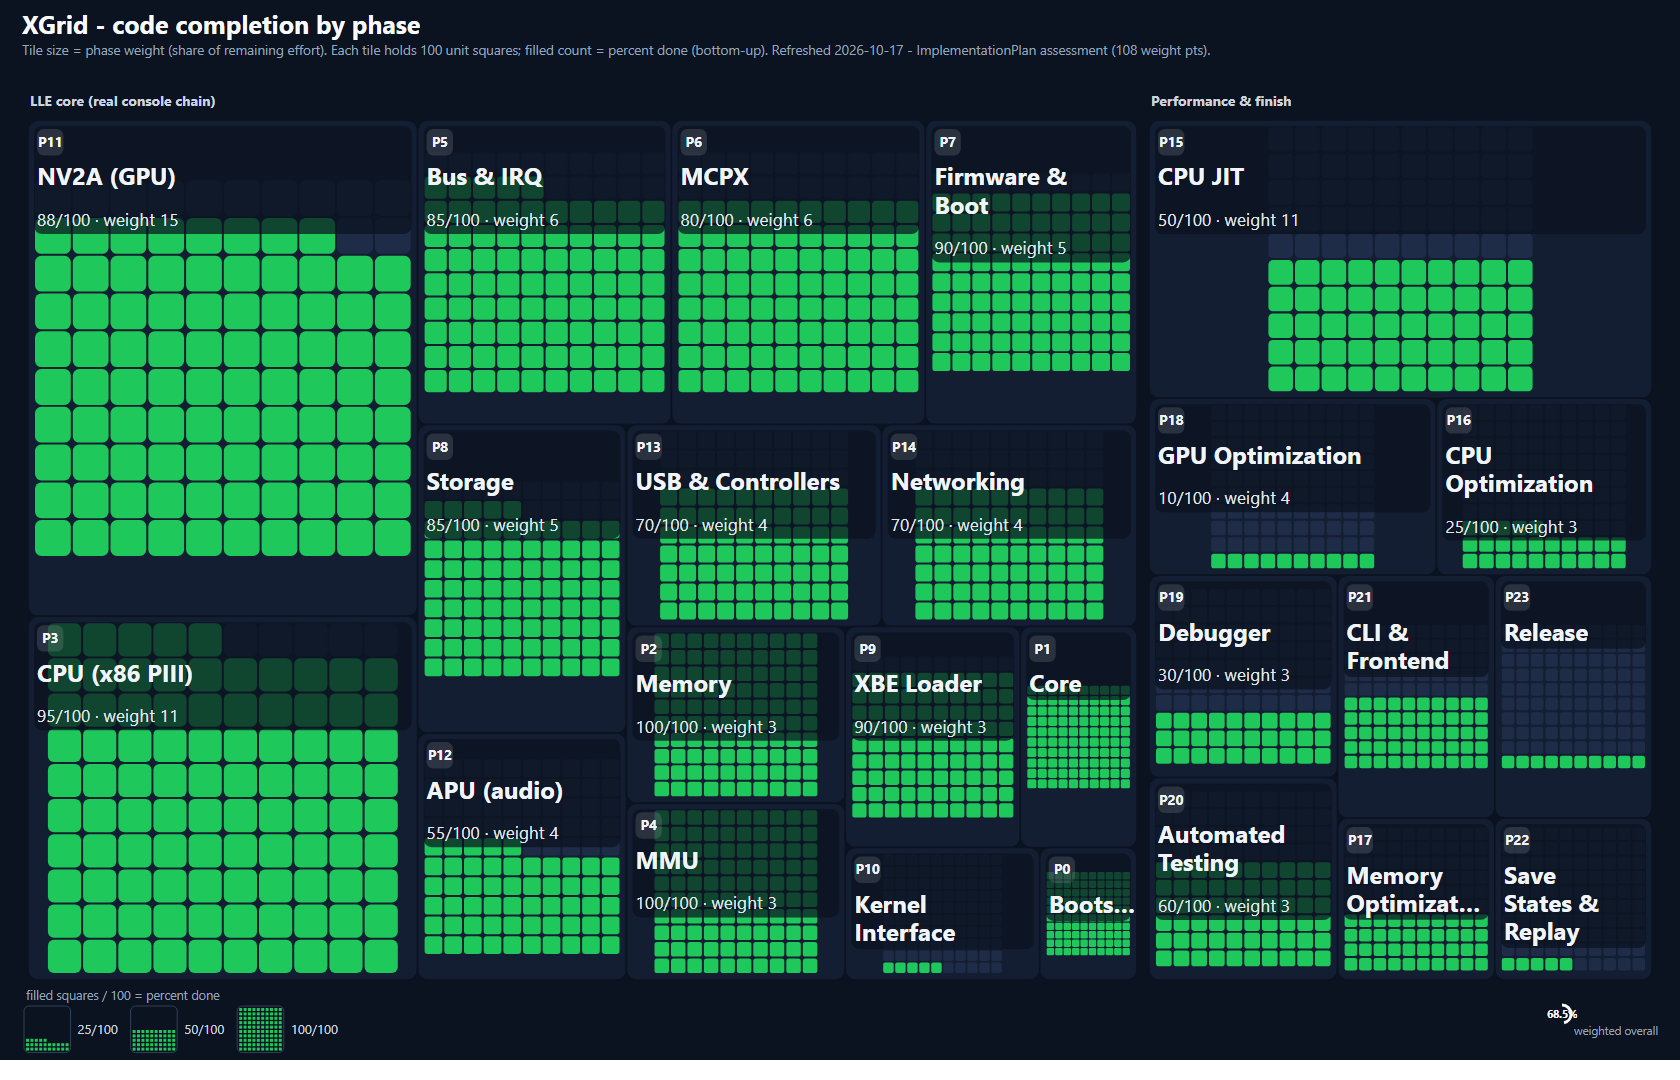 XGrid - code completion by phase
Tile size = phase weight (share of remaining effort). Each tile holds 100 unit squares; filled count = percent done (bottom-up). Refreshed 2026-10-17 - ImplementationPlan assessment (108 weight pts).
LLE core (real console chain)
P11
NV2A (GPU)
88/100 · weight 15
P5
Bus & IRQ
85/100 · weight 6
P6
MCPX
80/100 · weight 6
P7
Firmware &
Boot
90/100 · weight 5
P8
Storage
85/100 · weight 5
P13
USB & Controllers
70/100 · weight 4
P14
Networking
70/100 · weight 4
P3
CPU (x86 PIII)
95/100 · weight 11
P12
APU (audio)
55/100 · weight 4
P2
Memory
100/100 · weight 3
P9
XBE Loader
90/100 · weight 3
P1
Core
P4
MMU
100/100 · weight 3
P10
Kernel
Interface
P0
Boots...
Performance & finish
P15
CPU JIT
50/100 · weight 11
P18
GPU Optimization
10/100 · weight 4
P16
CPU
Optimization
25/100 · weight 3
P19
Debugger
30/100 · weight 3
P21
CLI &
Frontend
P23
Release
P20
Automated
Testing
60/100 · weight 3
P17
Memory
Optimizat...
P22
Save
States &
Replay
filled squares / 100 = percent done
25/100
50/100
100/100
68.5%
weighted overall